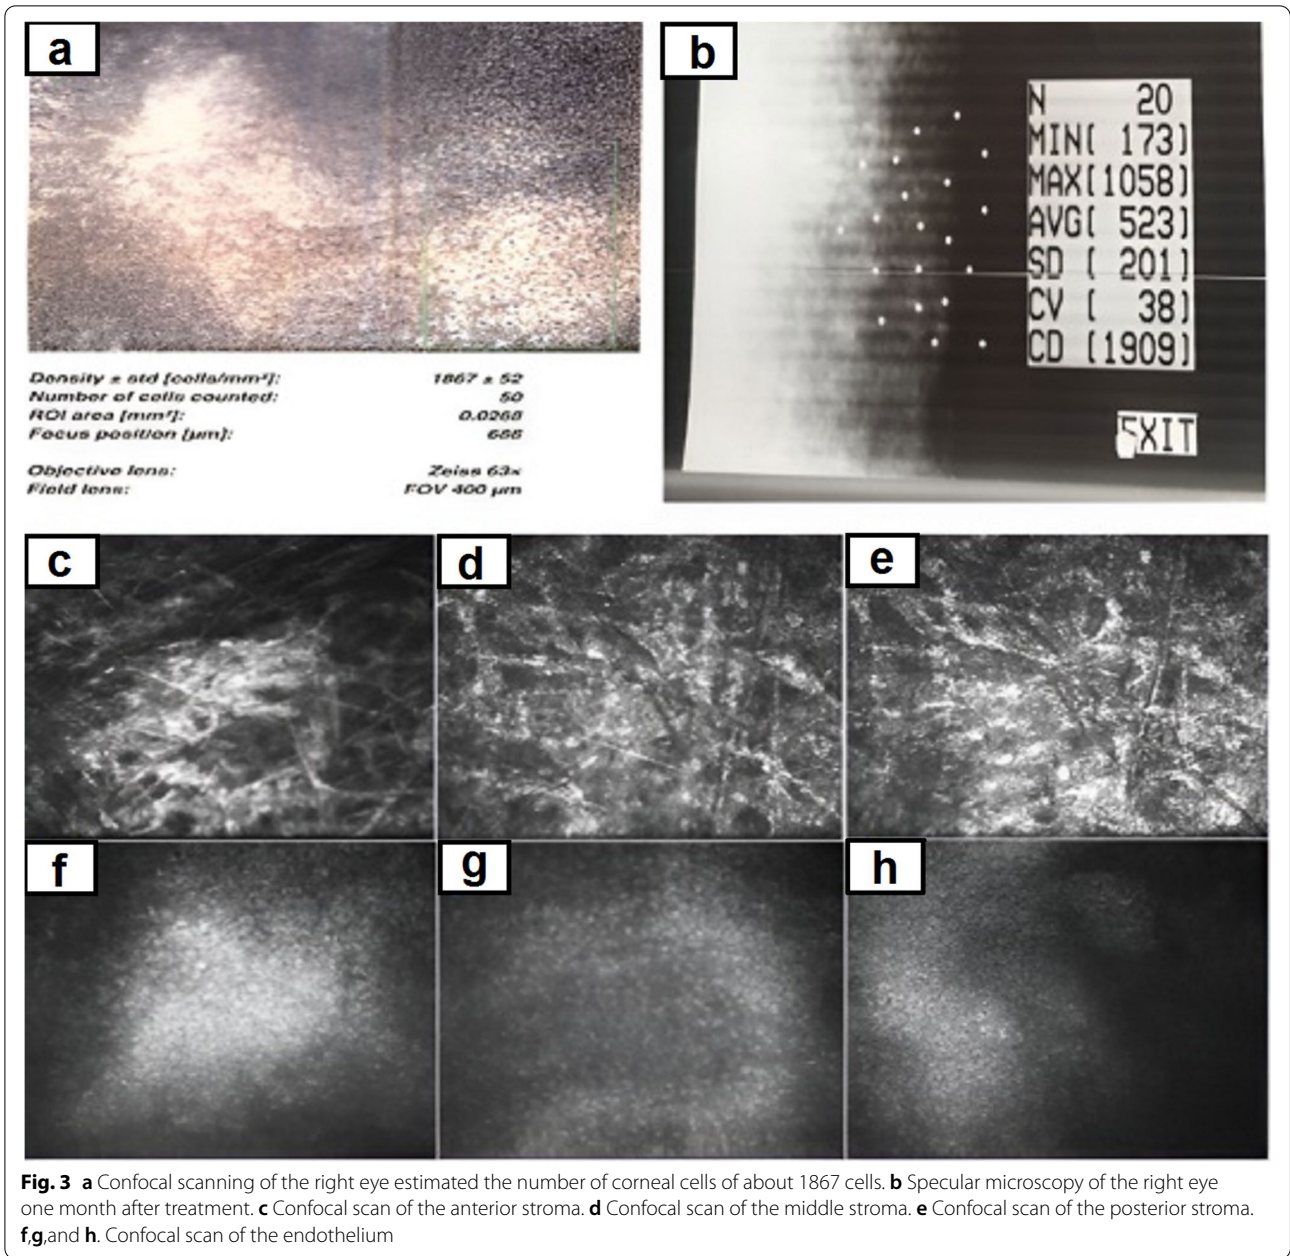 a
b
Density ± std [cells/mm²]: 1867 ± 52
Number of cells counted: 50
ROI area [mm²]: 0.0268
Focus position [µm]: 688
Objective lens: Zeiss 63x
Field lens: FOV 400 µm
N 20
MIN[ 173]
MAX[1058]
AVG[ 523]
SD [ 201]
CV [ 38]
CD [1909]
EXIT
c
d
e
f
g
h
Fig. 3 a Confocal scanning of the right eye estimated the number of corneal cells of about 1867 cells. b Specular microscopy of the right eye
one month after treatment. c Confocal scan of the anterior stroma. d Confocal scan of the middle stroma. e Confocal scan of the posterior stroma.
f,g,and h. Confocal scan of the endothelium